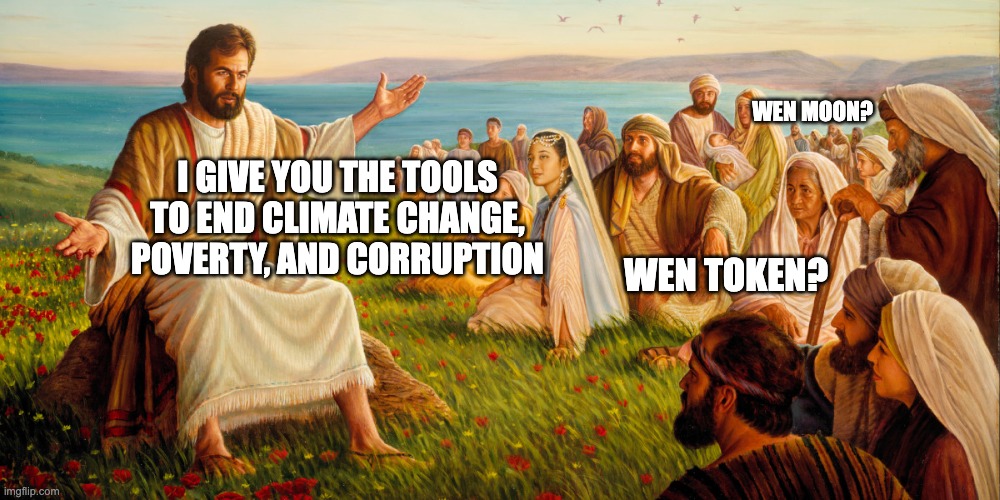 WEN MOON?
I GIVE YOU THE TOOLS
TO END CLIMATE CHANGE,
POVERTY, AND CORRUPTION
WEN TOKEN?
imgflip.com